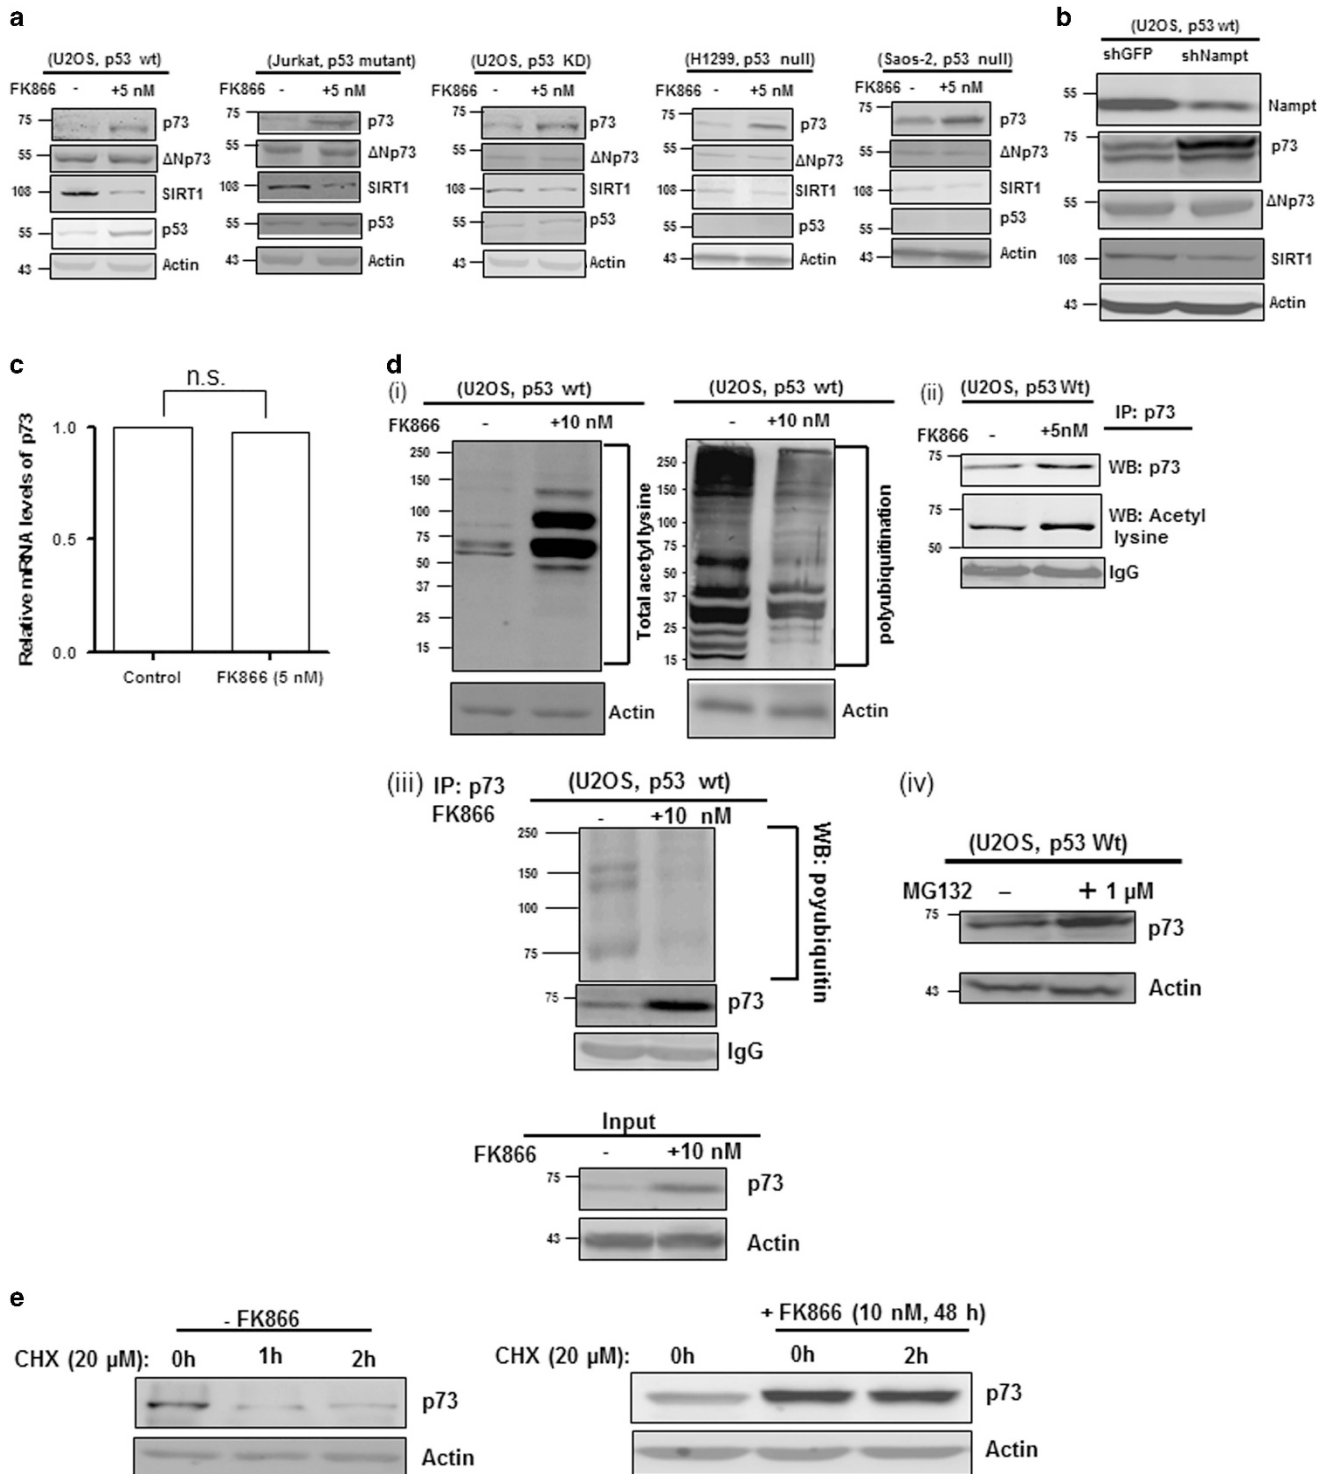 a
(U2OS, p53 wt)
FK866 - +5 nM
75 p73
55 ΔNp73
108 SIRT1
55 p53
43 Actin
(Jurkat, p53 mutant)
- +5 nM
75 p73
55 ΔNp73
108 SIRT1
55 p53
43 Actin
(U2OS, p53 KD)
FK866 - +5 nM
75 p73
55 ΔNp73
108 SIRT1
55 p53
43 Actin
(H1299, p53 null)
FK866 - +5 nM
75 p73
55 ΔNp73
108 SIRT1
55 p53
43 Actin
(Saos-2, p53 null)
FK866 - +5 nM
75 p73
55 ΔNp73
108 SIRT1
55 p53
43 Actin
b
(U2OS, p53 wt)
shGFP shNampt
55 Nampt
75 p73
55 ΔNp73
108 SIRT1
43 Actin
c
n.s.
Relative mRNA levels of p73
1.0
0.5
0.0
Control FK866 (5 nM)
d
(i)
(U2OS, p53 wt)
FK866 - +10 nM
250
150
100
75
50
37
25
15
Total acetyl lysine
Actin
(U2OS, p53 wt)
- +10 nM
250
150
100
75
50
37
25
15
polyubiquitination
Actin
(ii)
(U2OS, p53 Wt)
IP: p73
FK866 - +5nM
75 WB: p73
75 WB: Acetyl
lysine
50
IgG
(iii) IP: p73
(U2OS, p53 wt)
FK866 - +10 nM
250
150
100
75
WB: poyubiquitin
75 p73
IgG
Input
FK866 - +10 nM
75 p73
43 Actin
(iv)
(U2OS, p53 Wt)
MG132 – + 1 µM
75 p73
43 Actin
e
- FK866
CHX (20 µM): 0h 1h 2h
p73
Actin
+ FK866 (10 nM, 48 h)
CHX (20 µM): 0h 0h 2h
p73
Actin